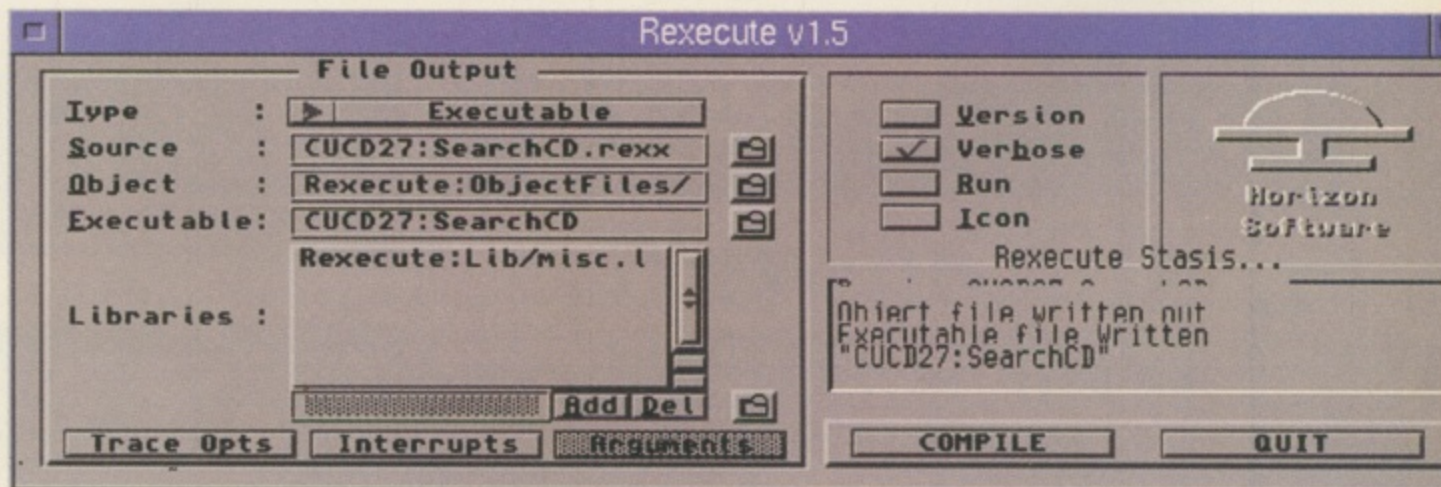 Rexecute v1.5
File Output
Type : Executable
Source : CUCD27:SearchCD.rexx
Object : Rexecute:ObjectFiles/
Executable: CUCD27:SearchCD
Rexecute:Lib/misc.l
Libraries :
Add Del
Trace Opts Interrupts Arguments
Version
Verbose
Run
Icon
Horizon
Software
Rexecute Stasis...
Object file written out
Executable file written
"CUCD27:SearchCD"
COMPILE QUIT